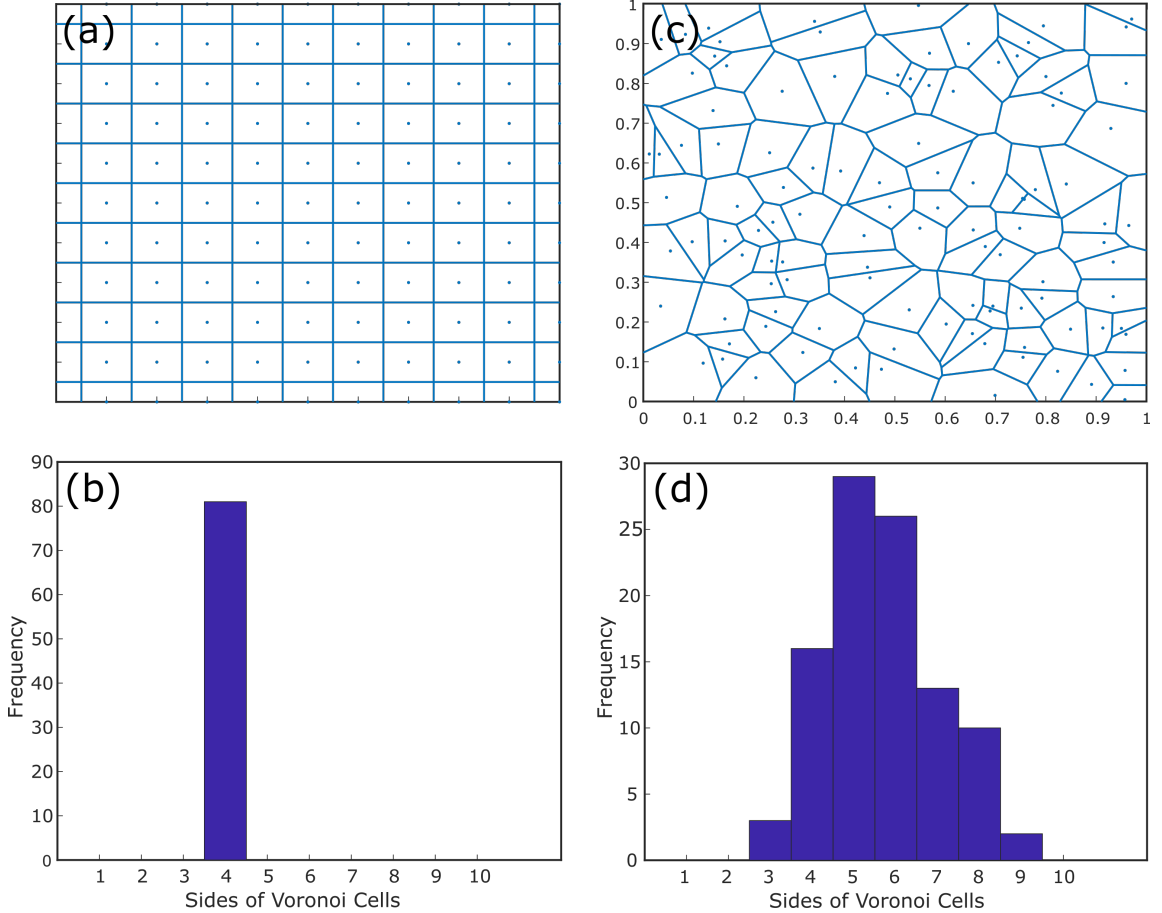 (a)
(c)
1
0.9
0.8
0.7
0.6
0.5
0.4
0.3
0.2
0.1
0
0 0.1 0.2 0.3 0.4 0.5 0.6 0.7 0.8 0.9 1
(b)
90
80
70
60
50
40
30
20
10
0
Frequency
1 2 3 4 5 6 7 8 9 10
Sides of Voronoi Cells
(d)
30
25
20
15
10
5
0
Frequency
1 2 3 4 5 6 7 8 9 10
Sides of Voronoi Cells